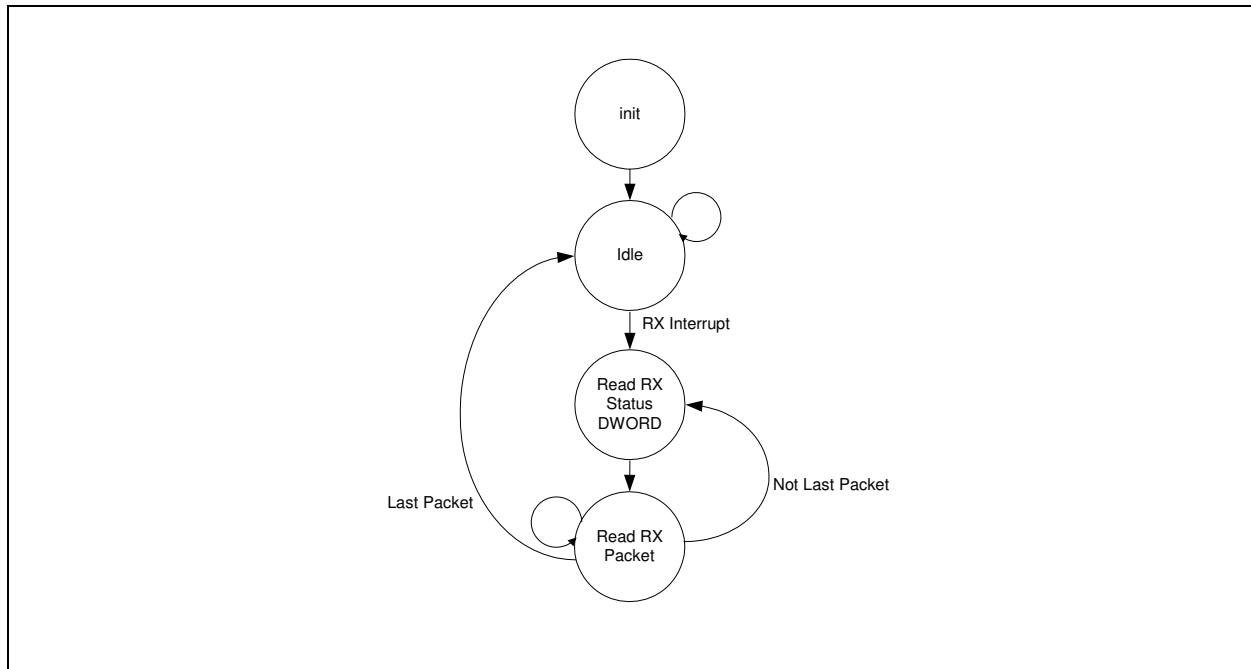 init
Idle
RX Interrupt
Read RX
Status
DWORD
Not Last Packet
Last Packet
Read RX
Packet